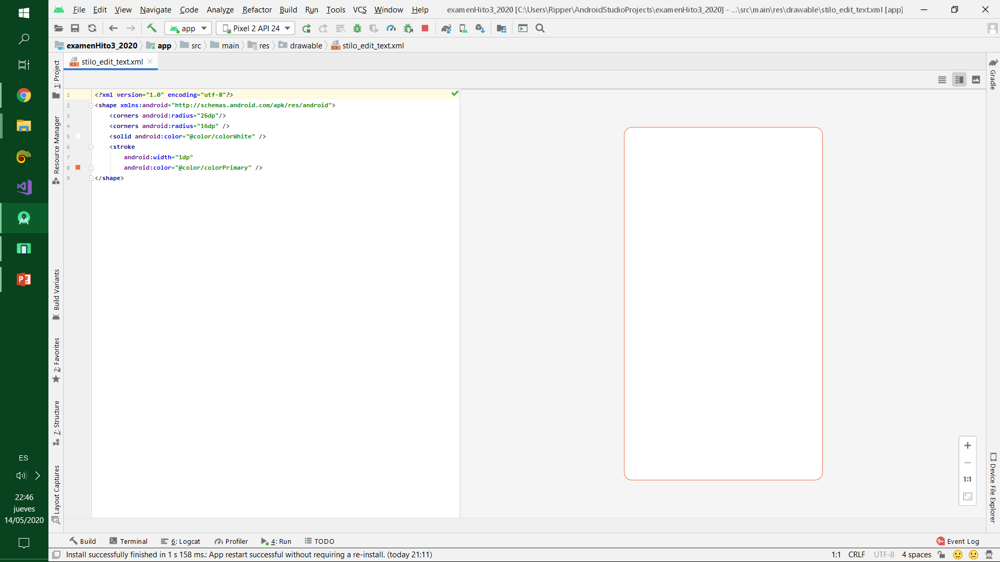 File Edit View Navigate Code Analyze Refactor Build Run Tools VCS Window Help examenHito3_2020 [C:\Users\Ripper\AndroidStudioProjects\examenHito3_2020] - ...\src\main\res\drawable\stilo_edit_text.xml [app]
app Pixel 2 API 24
examenHito3_2020 app src main res drawable stilo_edit_text.xml
stilo_edit_text.xml
1: Project
Resource Manager
Build Variants
2: Favorites
7: Structure
Layout Captures
1 <?xml version="1.0" encoding="utf-8"?>
2 <shape xmlns:android="http://schemas.android.com/apk/res/android">
3 <corners android:radius="26dp"/>
4 <corners android:radius="16dp" />
5 <solid android:color="@color/colorWhite" />
6 <stroke
7 android:width="1dp"
8 android:color="@color/colorPrimary" />
9 </shape>
1:1
Gradle
Device File Explorer
ES
22:46
jueves
14/05/2020
Build Terminal 6: Logcat Profiler 4: Run TODO 9+ Event Log
Install successfully finished in 1 s 158 ms.: App restart successful without requiring a re-install. (today 21:11) 1:1 CRLF UTF-8 4 spaces